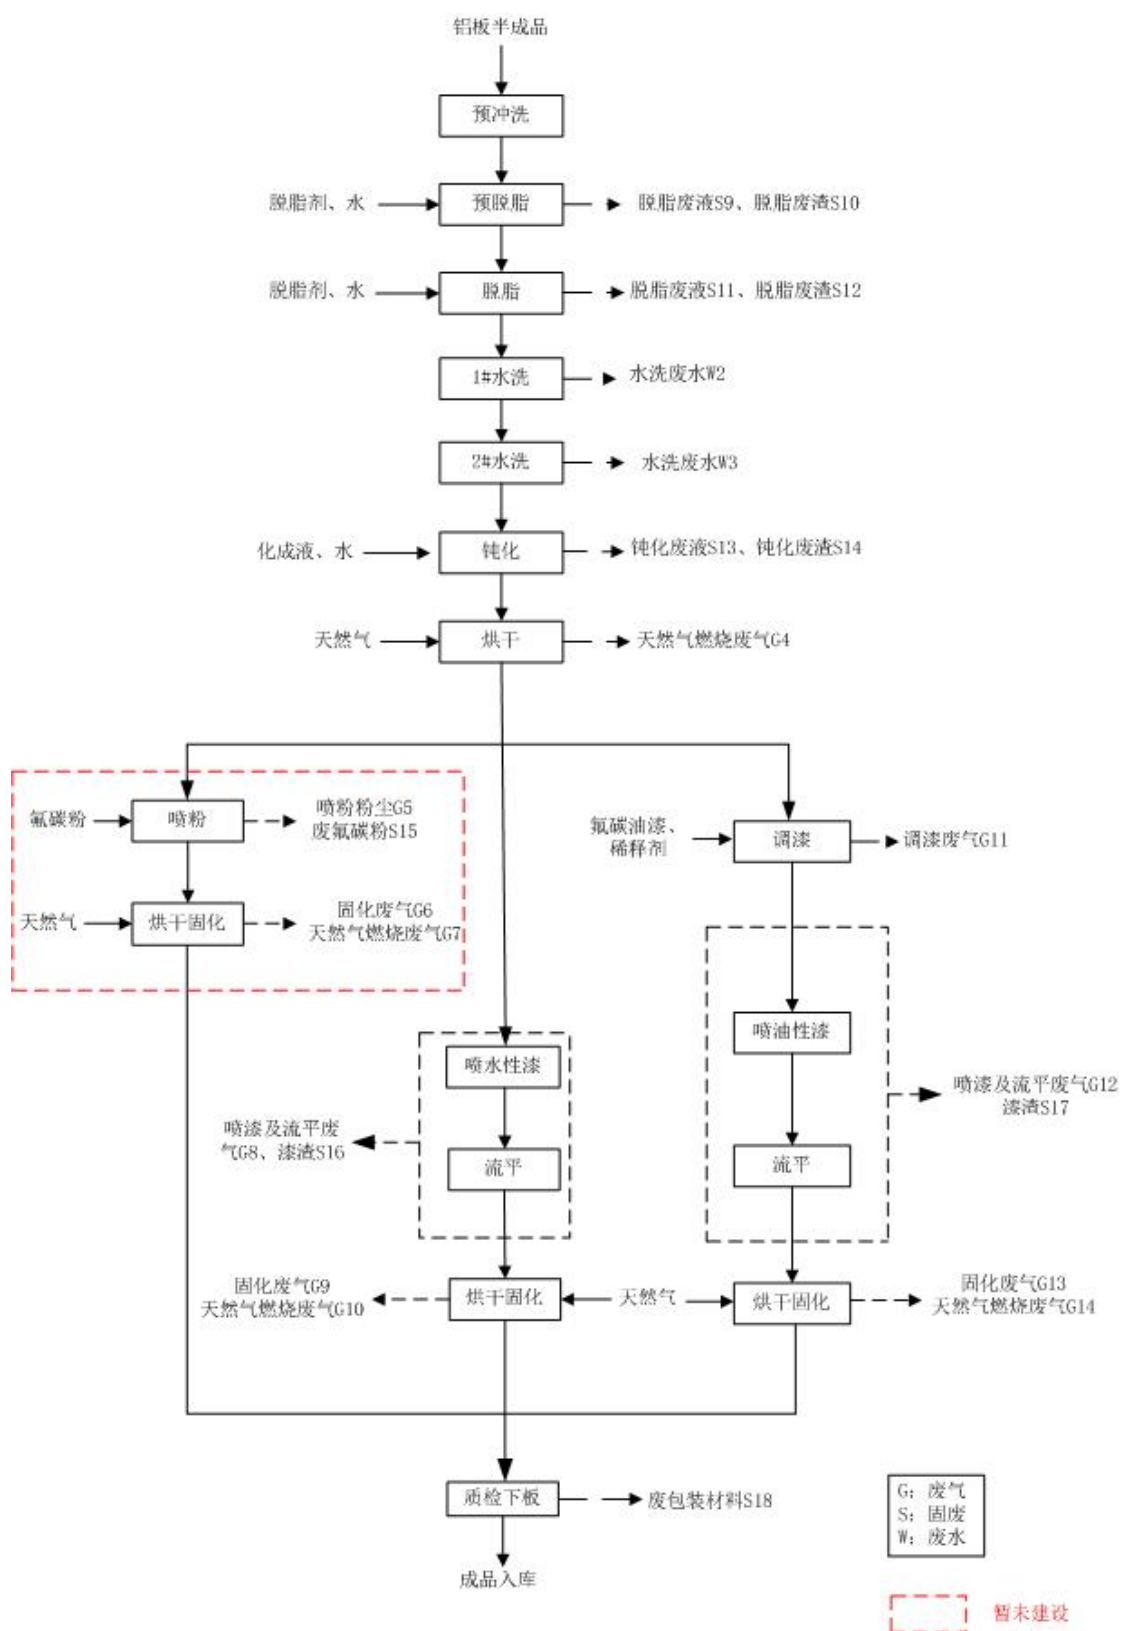 铝板半成品
预冲洗
脱脂剂、水
预脱脂
脱脂废液S9、脱脂废渣S10
脱脂剂、水
脱脂
脱脂废液S11、脱脂废渣S12
1#水洗
水洗废水W2
2#水洗
水洗废水W3
化成液、水
钝化
钝化废液S13、钝化废渣S14
天然气
烘干
天然气燃烧废气G4
氟碳粉
喷粉
喷粉粉尘G5
废氟碳粉S15
氟碳油漆、
稀释剂
调漆
调漆废气G11
天然气
烘干固化
固化废气G6
天然气燃烧废气G7
喷水性漆
喷油性漆
喷漆及流平废气G12
漆渣S17
喷漆及流平废
气G8、漆渣S16
流平
流平
固化废气G9
天然气燃烧废气G10
烘干固化
天然气
烘干固化
固化废气G13
天然气燃烧废气G14
质检下板
废包装材料S18
成品入库
G：废气
S：固废
W：废水
暂未建设